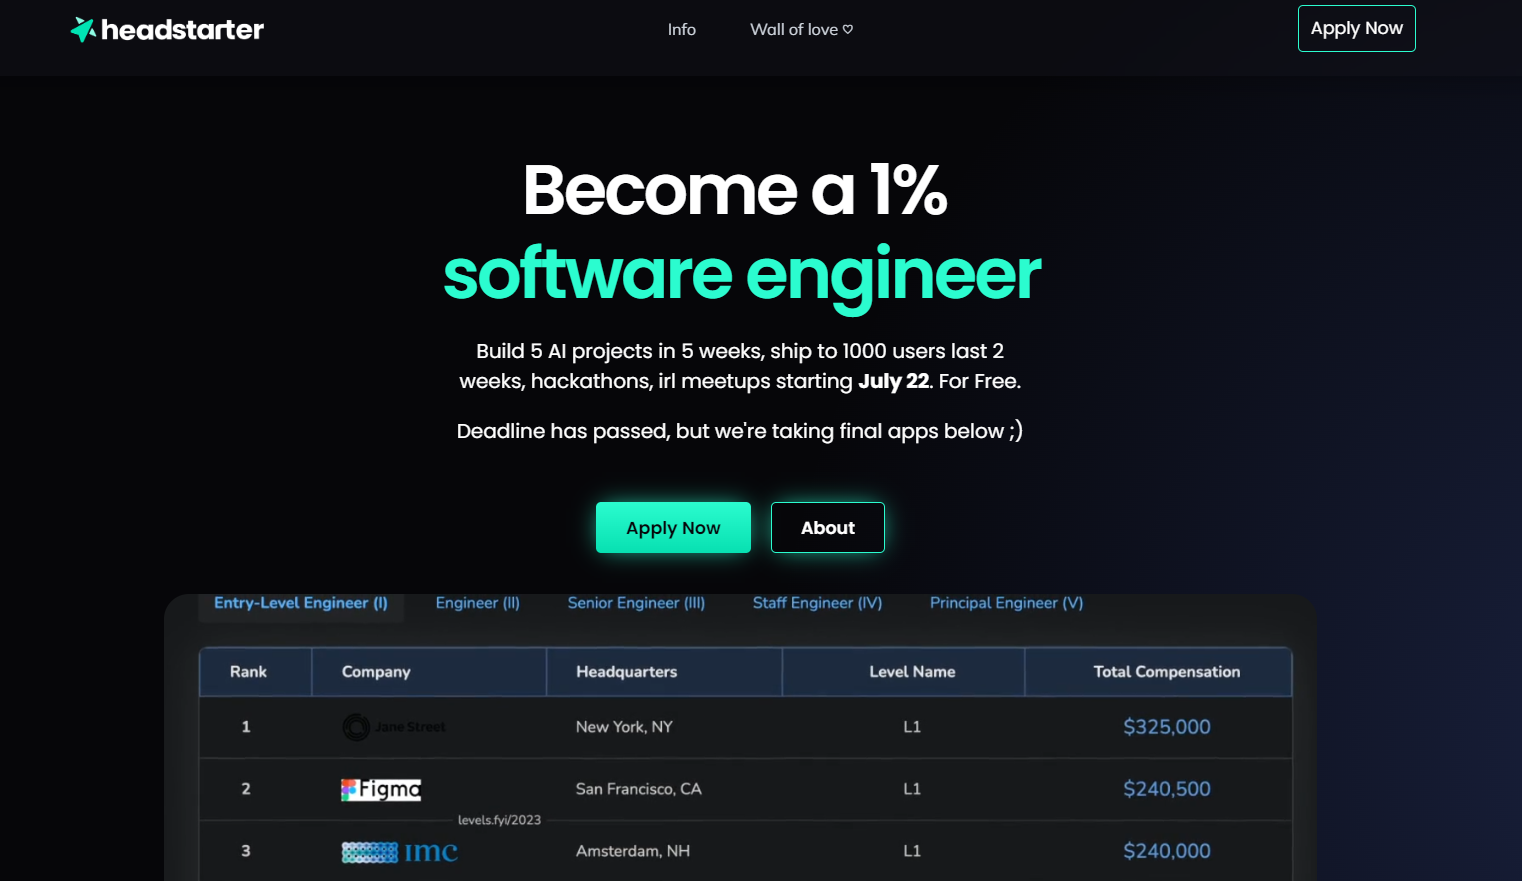 headstarter
Info
Wall of love ♡
Apply Now
Become a 1%
software engineer
Build 5 AI projects in 5 weeks, ship to 1000 users last 2
weeks, hackathons, irl meetups starting July 22. For Free.
Deadline has passed, but we're taking final apps below ;)
Apply Now
About
Entry-Level Engineer (I)
Engineer (II)
Senior Engineer (III)
Staff Engineer (IV)
Principal Engineer (V)
Rank
Company
Headquarters
Level Name
Total Compensation
1
Jane Street
New York, NY
L1
$325,000
2
Figma
San Francisco, CA
L1
$240,500
levels.fyi/2023
3
IMC
Amsterdam, NH
L1
$240,000